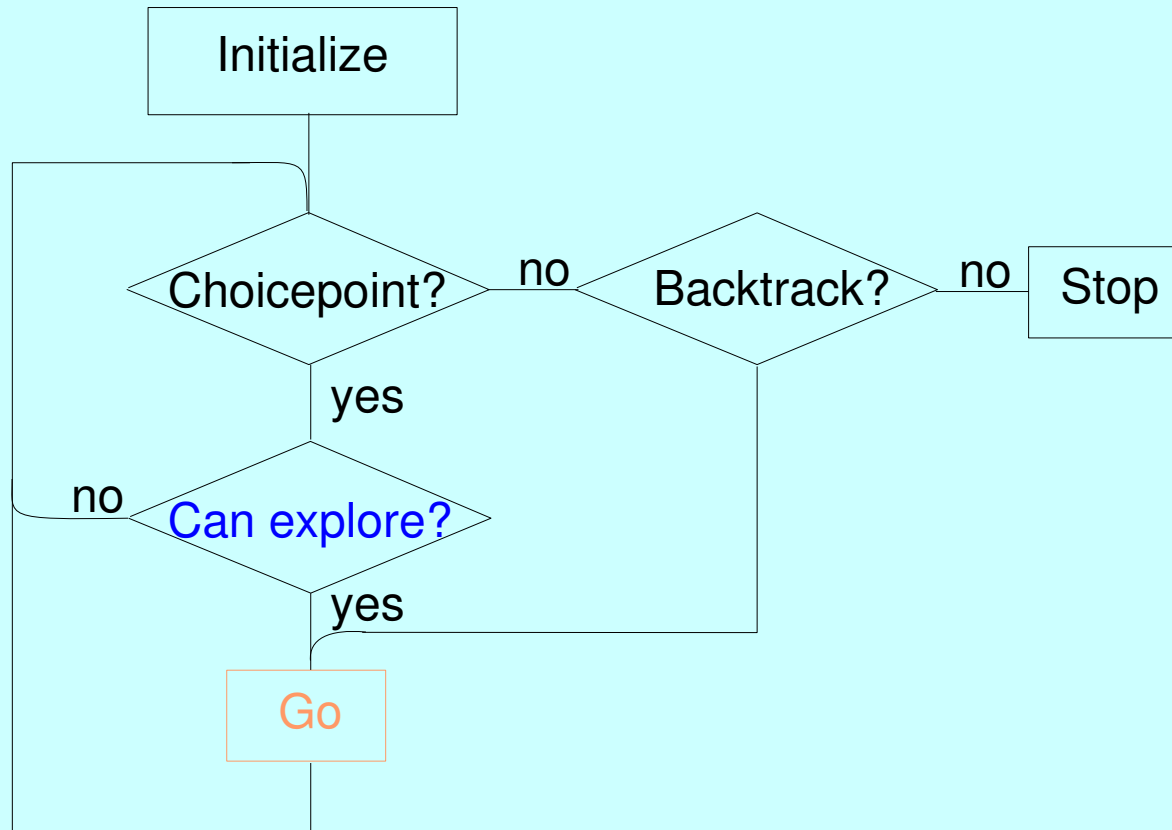 Initialize
Choicepoint?
no
Backtrack?
no
Stop
yes
no
Can explore?
yes
Go